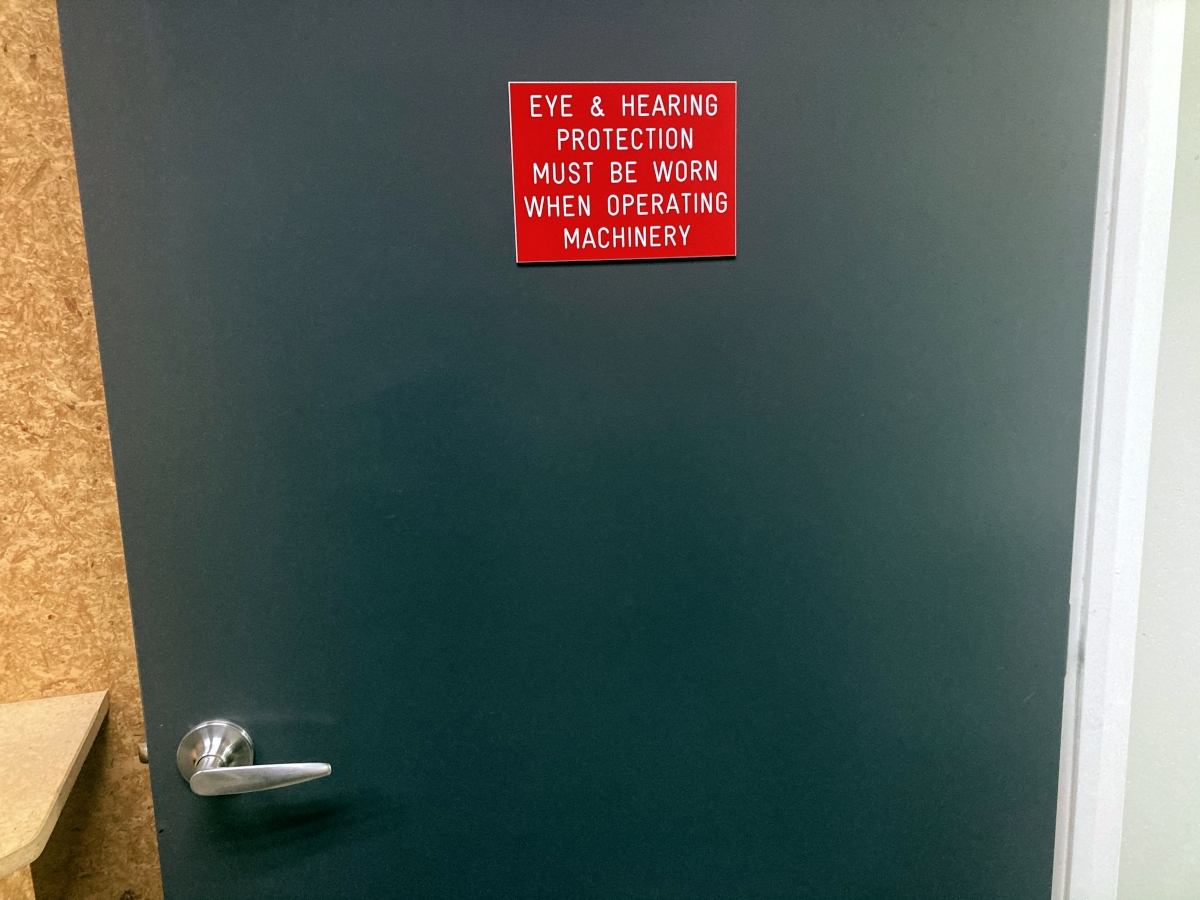 EYE & HEARING
PROTECTION
MUST BE WORN
WHEN OPERATING
MACHINERY